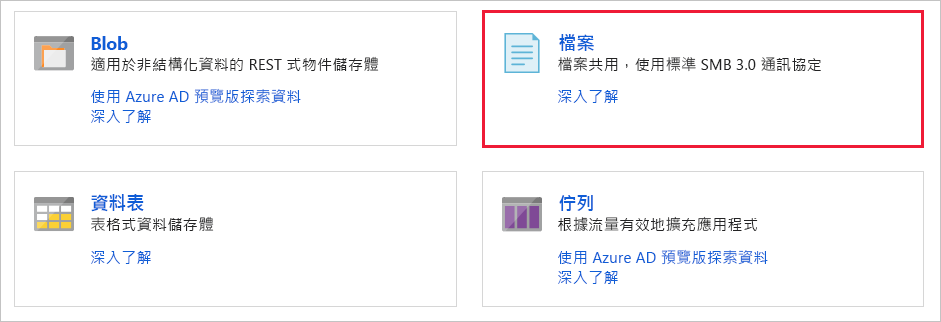 Blob
適用於非結構化資料的 REST 式物件儲存體
使用 Azure AD 預覽版探索資料
深入了解
檔案
檔案共用，使用標準 SMB 3.0 通訊協定
深入了解
資料表
表格式資料儲存體
深入了解
佇列
根據流量有效地擴充應用程式
使用 Azure AD 預覽版探索資料
深入了解